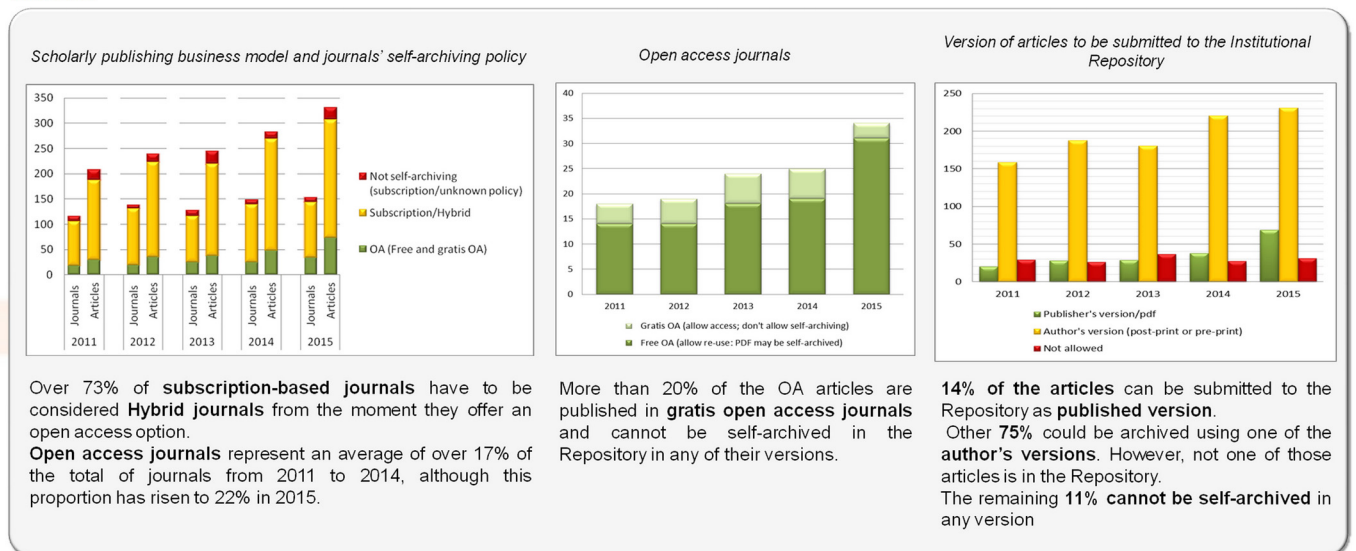 Scholarly publishing business model and journals' self-archiving policy
350
300
250
200
150
100
50
0
Journals
Articles
Journals
Articles
Journals
Articles
Journals
Articles
Journals
Articles
2011
2012
2013
2014
2015
Not self-archiving
(subscription/unknown policy)
Subscription/Hybrid
OA (Free and gratis OA)
Over 73% of subscription-based journals have to be
considered Hybrid journals from the moment they offer an
open access option.
Open access journals represent an average of over 17% of
the total of journals from 2011 to 2014, although this
proportion has risen to 22% in 2015.
Open access journals
40
35
30
25
20
15
10
5
0
2011
2012
2013
2014
2015
Gratis OA (allow access; don't allow self-archiving)
Free OA (allow re-use: PDF may be self-archived)
More than 20% of the OA articles are
published in gratis open access journals
and cannot be self-archived in the
Repository in any of their versions.
Version of articles to be submitted to the Institutional
Repository
250
200
150
100
50
0
2011
2012
2013
2014
2015
Publisher's version/pdf
Author's version (post-print or pre-print)
Not allowed
14% of the articles can be submitted to the
Repository as published version.
Other 75% could be archived using one of the
author's versions. However, not one of those
articles is in the Repository.
The remaining 11% cannot be self-archived in
any version